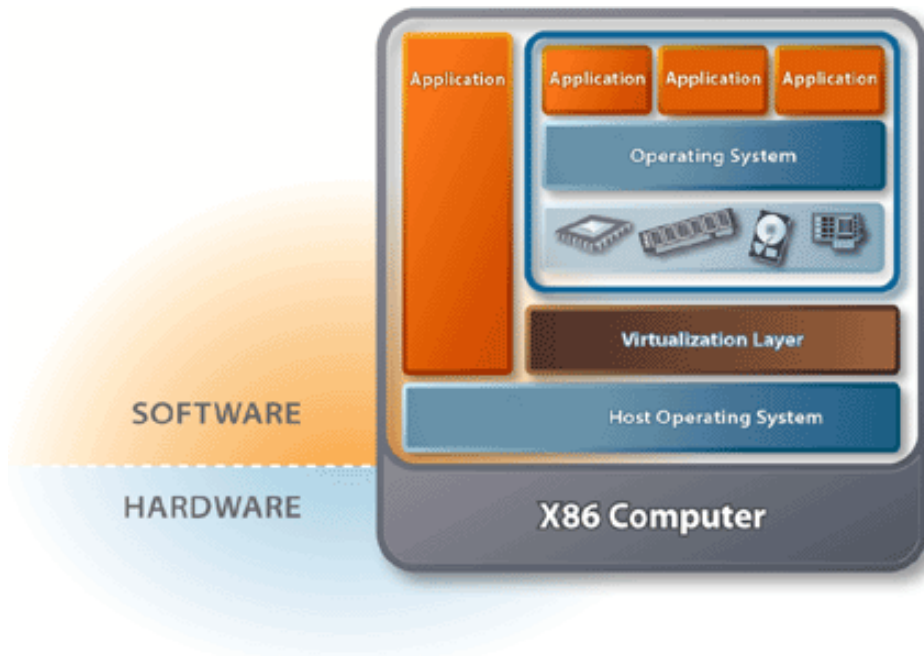 Application
Application
Application
Application
Operating System
Virtualization Layer
SOFTWARE
Host Operating System
HARDWARE
X86 Computer